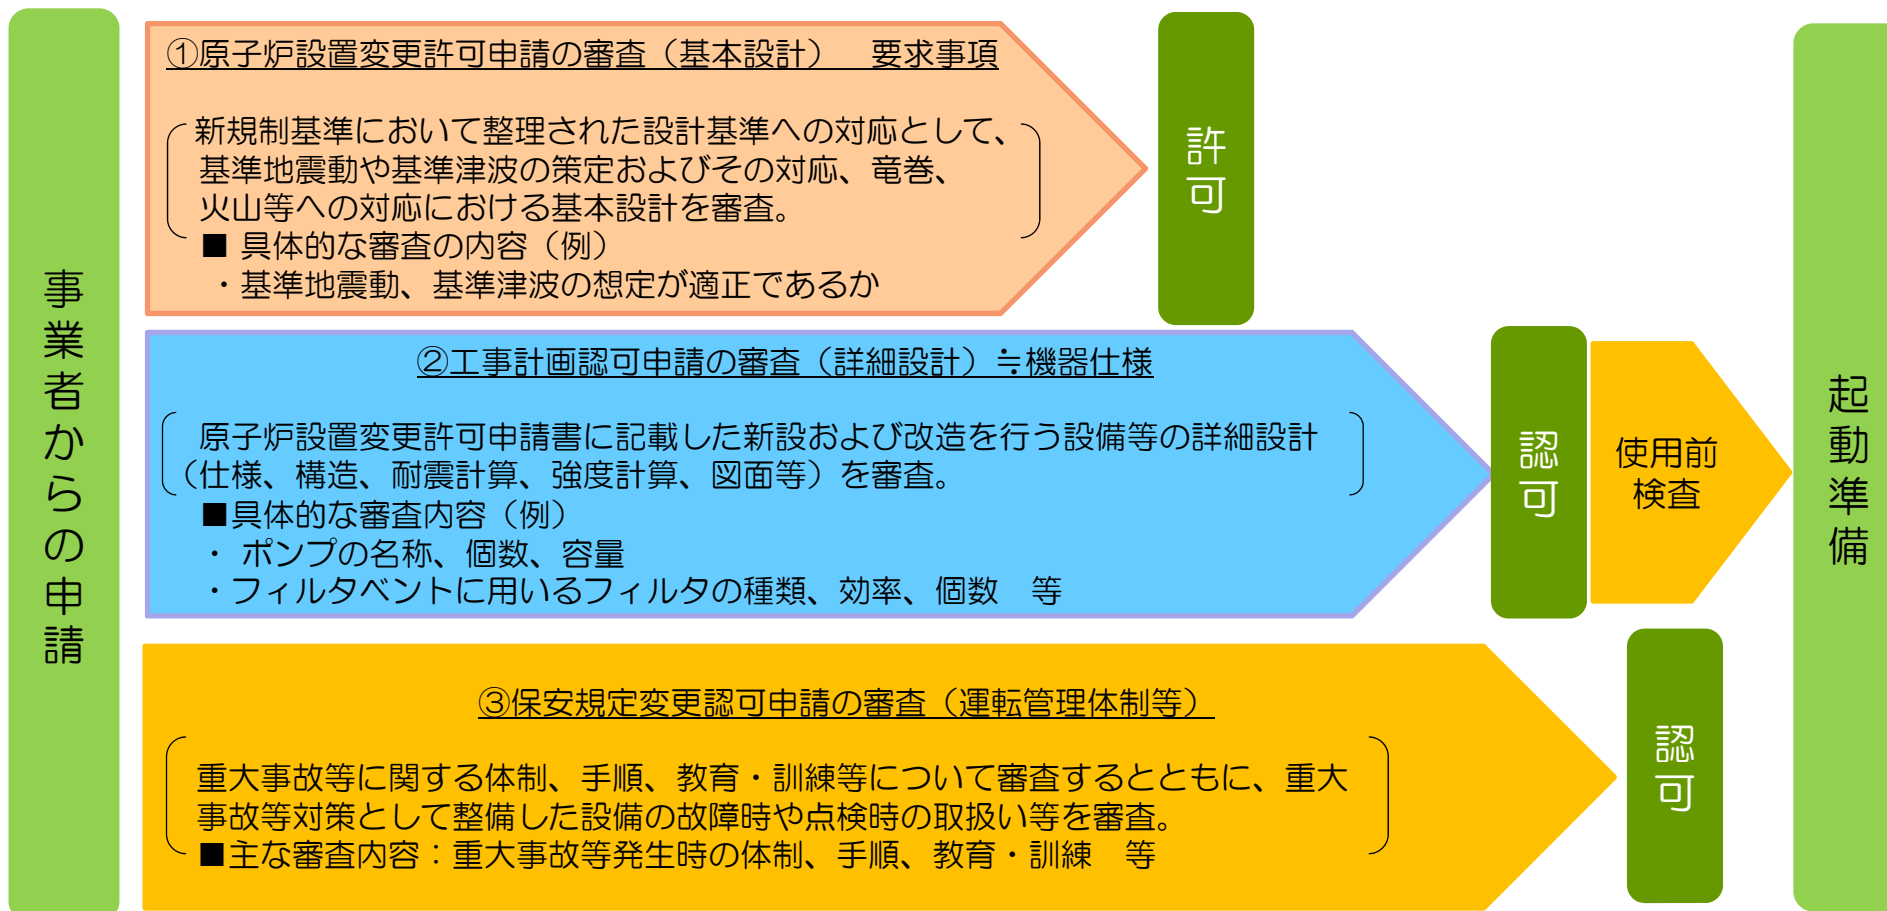 事業者からの申請
①原子炉設置変更許可申請の審査（基本設計）　要求事項
新規制基準において整理された設計基準への対応として、
基準地震動や基準津波の策定およびその対応、竜巻、
火山等への対応における基本設計を審査。
■ 具体的な審査の内容（例）
・基準地震動、基準津波の想定が適正であるか
許可
②工事計画認可申請の審査（詳細設計）≒機器仕様
原子炉設置変更許可申請書に記載した新設および改造を行う設備等の詳細設計
（仕様、構造、耐震計算、強度計算、図面等）を審査。
■具体的な審査内容（例）
・ ポンプの名称、個数、容量
・フィルタベントに用いるフィルタの種類、効率、個数　等
認可
使用前
検査
③保安規定変更認可申請の審査（運転管理体制等）
重大事故等に関する体制、手順、教育・訓練等について審査するとともに、重大
事故等対策として整備した設備の故障時や点検時の取扱い等を審査。
■主な審査内容：重大事故等発生時の体制、手順、教育・訓練　等
認可
起動準備